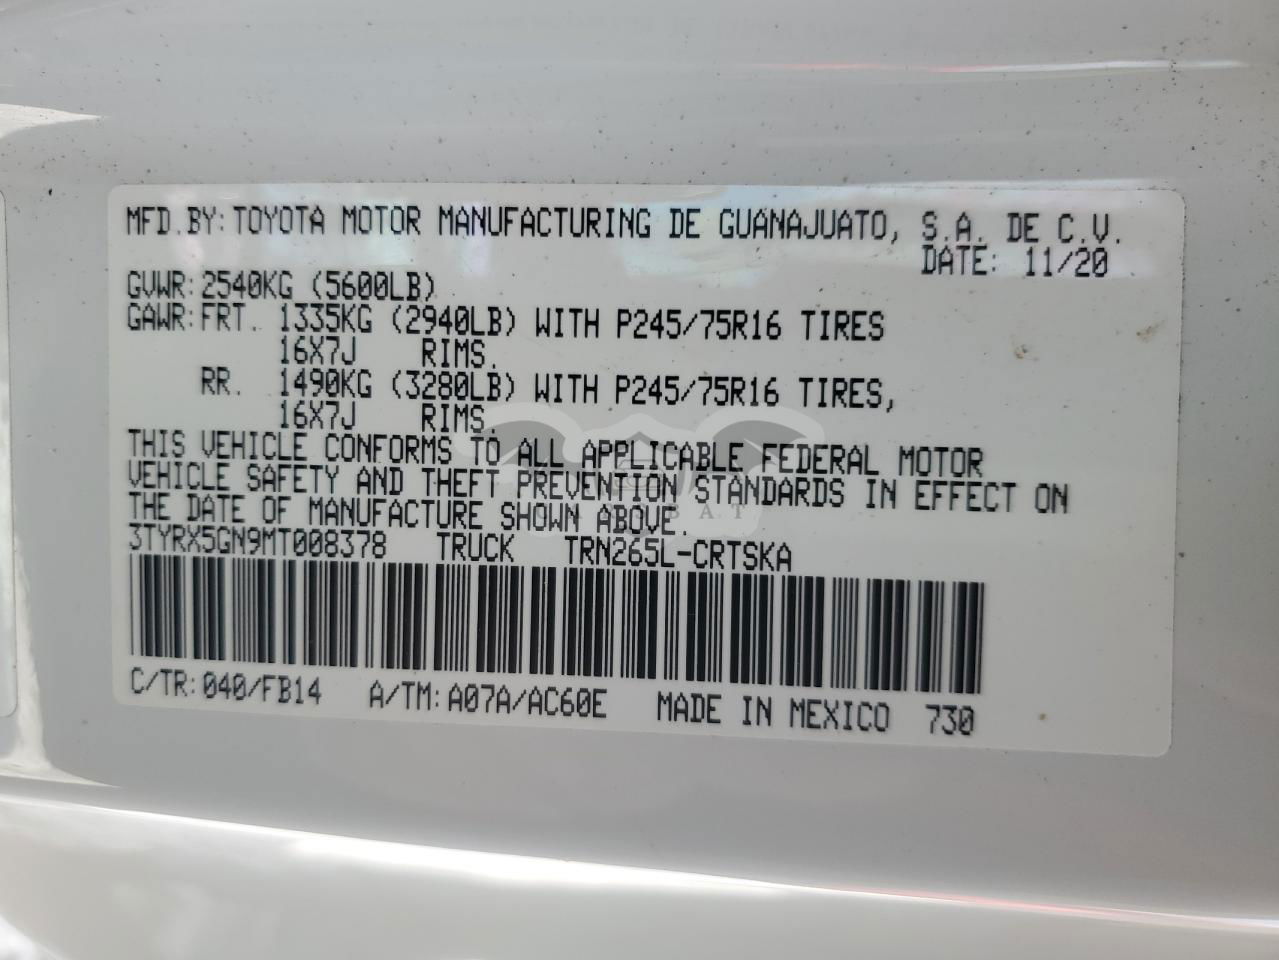 MFD.BY: TOYOTA MOTOR MANUFACTURING DE GUANAJUATO, S.A. DE C.V.
DATE: 11/20
GVWR: 2540KG (5600LB)
GAWR: FRT. 1335KG (2940LB) WITH P245/75R16 TIRES
16X7J RIMS.
RR. 1490KG (3280LB) WITH P245/75R16 TIRES,
16X7J RIMS.
THIS VEHICLE CONFORMS TO ALL APPLICABLE FEDERAL MOTOR
VEHICLE SAFETY AND THEFT PREVENTION STANDARDS IN EFFECT ON
THE DATE OF MANUFACTURE SHOWN ABOVE.
3TYRX5GN9MT008378 TRUCK TRN265L-CRTSKA
C/TR: 040/FB14 A/TM: A07A/AC60E MADE IN MEXICO 730